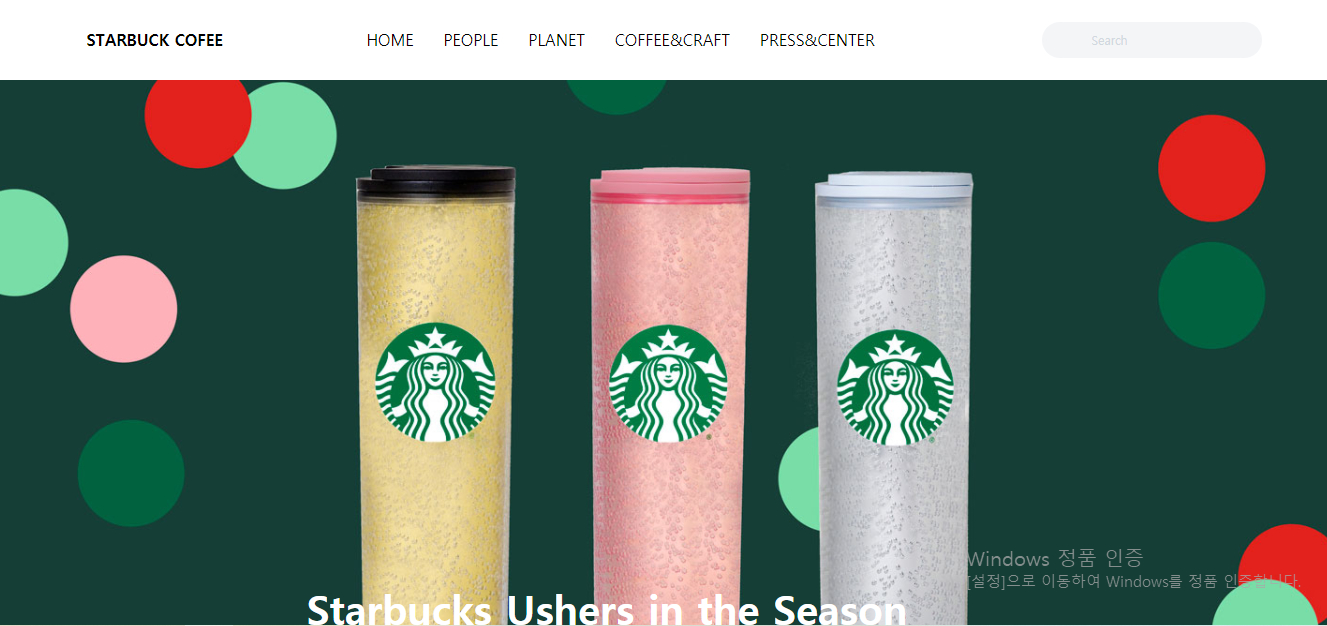 STARBUCK COFEE
HOME PEOPLE PLANET COFFEE&CRAFT PRESS&CENTER
Search
Windows 정품 인증
[설정]으로 이동하여 Windows를 정품 인증합니다.
Starbucks Ushers in the Season